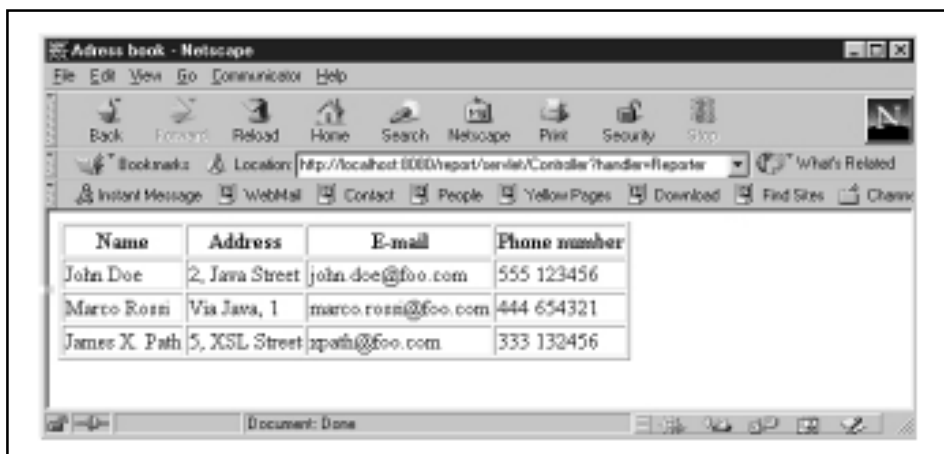 Adress book - Netscape
File Edit View Go Communicator Help
Back Forward Reload Home Search Netscape Print Security Stop
Bookmarks Location: http://localhost:8080/report/servlet/Controller?handler=Reporter What's Related
Instant Message WebMail Contact People Yellow Pages Download Find Sites Channe
Name Address E-mail Phone number
John Doe 2, Java Street john.doe@foo.com 555 123456
Marco Rossi Via Java, 1 marco.rossi@foo.com 444 654321
James X. Path 5, XSL Street xpath@foo.com 333 132456
Document: Done